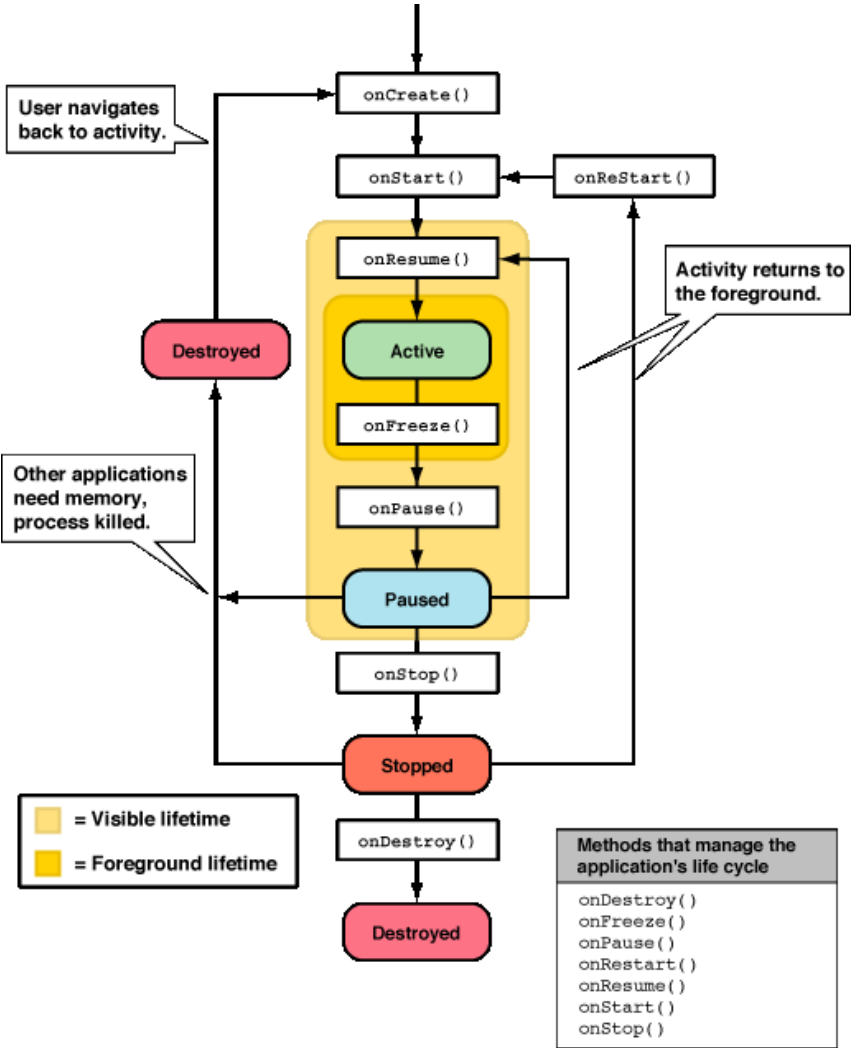 onCreate()
User navigates
back to activity.
onStart()
onReStart()
onResume()
Activity returns to
the foreground.
Destroyed
Active
onFreeze()
Other applications
need memory,
process killed.
onPause()
Paused
onStop()
Stopped
= Visible lifetime
= Foreground lifetime
onDestroy()
Destroyed
Methods that manage the
application's life cycle
onDestroy()
onFreeze()
onPause()
onRestart()
onResume()
onStart()
onStop()